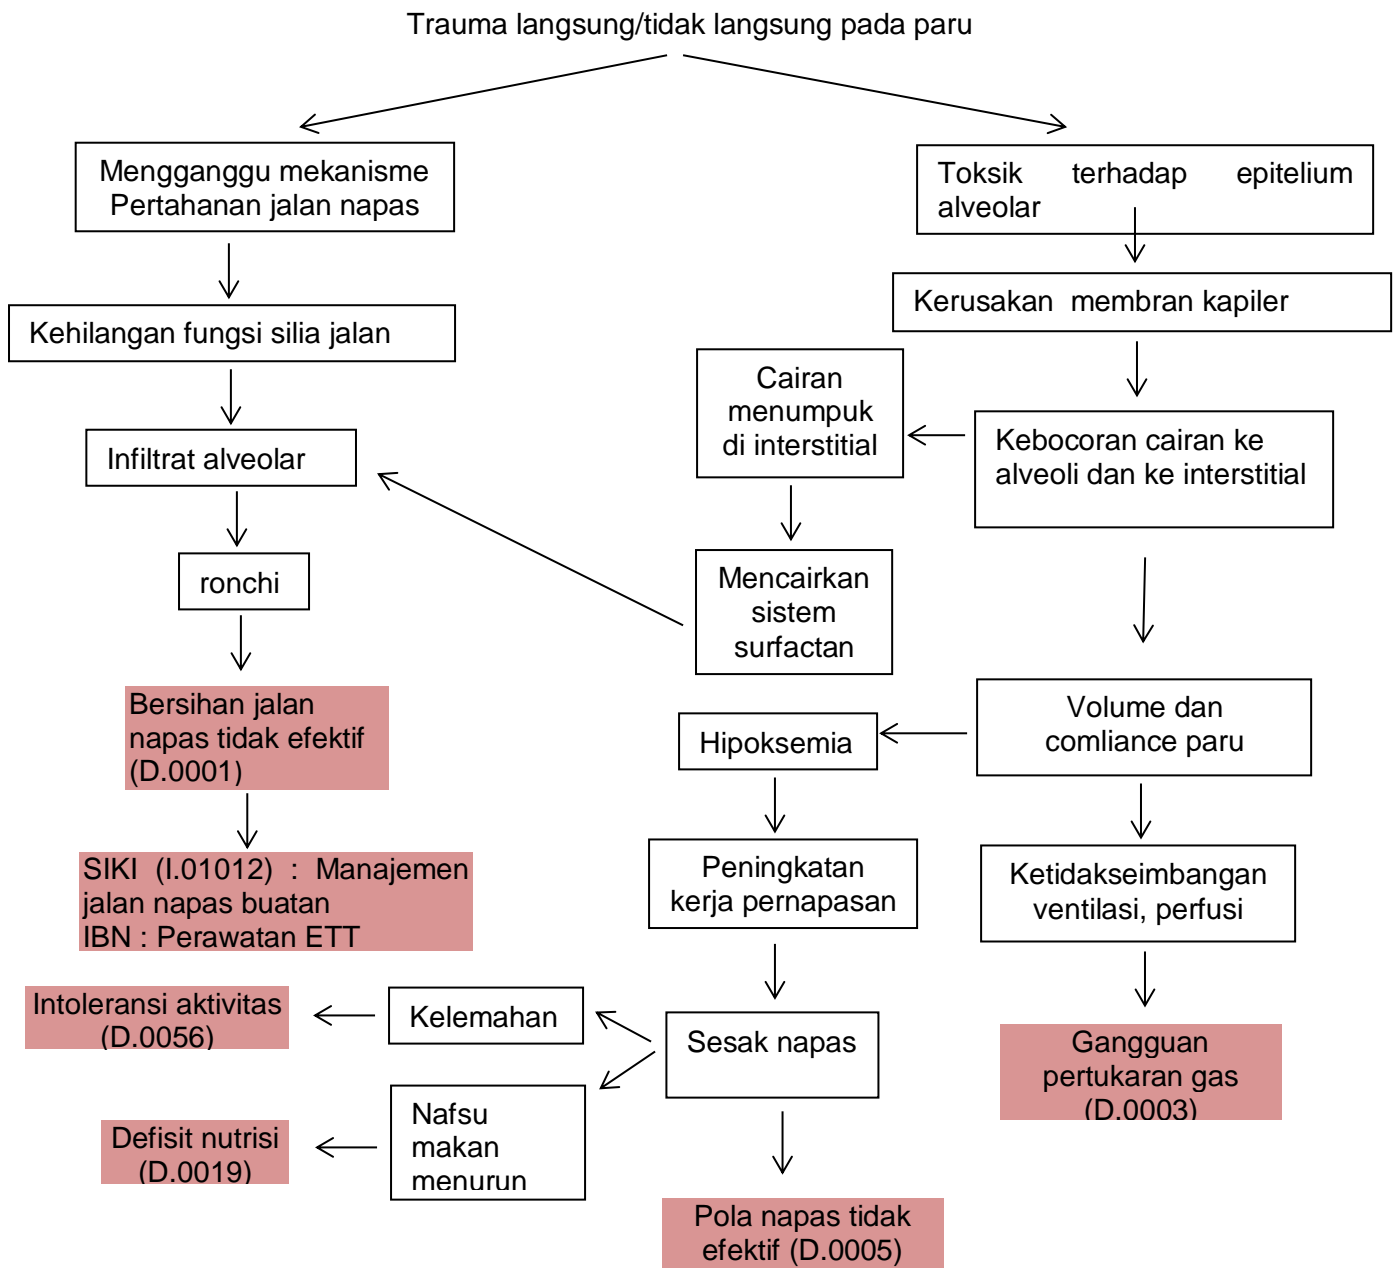 Trauma langsung/tidak langsung pada paru
Mengganggu mekanisme
Pertahanan jalan napas
Toksik terhadap epitelium
alveolar
Kerusakan membran kapiler
Kehilangan fungsi silia jalan
Cairan
menumpuk
di interstitial
Kebocoran cairan ke
alveoli dan ke interstitial
Infiltrat alveolar
ronchi
Mencairkan
sistem
surfactan
Bersihan jalan
napas tidak efektif
(D.0001)
Hipoksemia
Volume dan
comliance paru
SIKI (I.01012) : Manajemen
jalan napas buatan
IBN : Perawatan ETT
Peningkatan
kerja pernapasan
Ketidakseimbangan
ventilasi, perfusi
Intoleransi aktivitas
(D.0056)
Kelemahan
Sesak napas
Gangguan
pertukaran gas
(D.0003)
Defisit nutrisi
(D.0019)
Nafsu
makan
menurun
Pola napas tidak
efektif (D.0005)